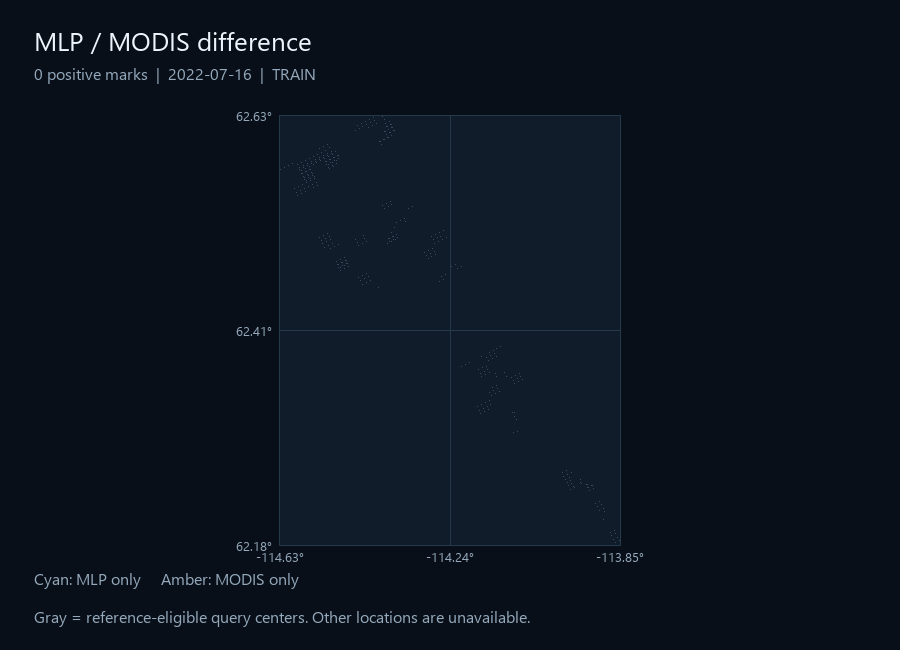 MLP / MODIS difference
0 positive marks | 2022-07-16 | TRAIN
62.63°
62.41°
62.18°
-114.63° -114.24° -113.85°
Cyan: MLP only Amber: MODIS only
Gray = reference-eligible query centers. Other locations are unavailable.